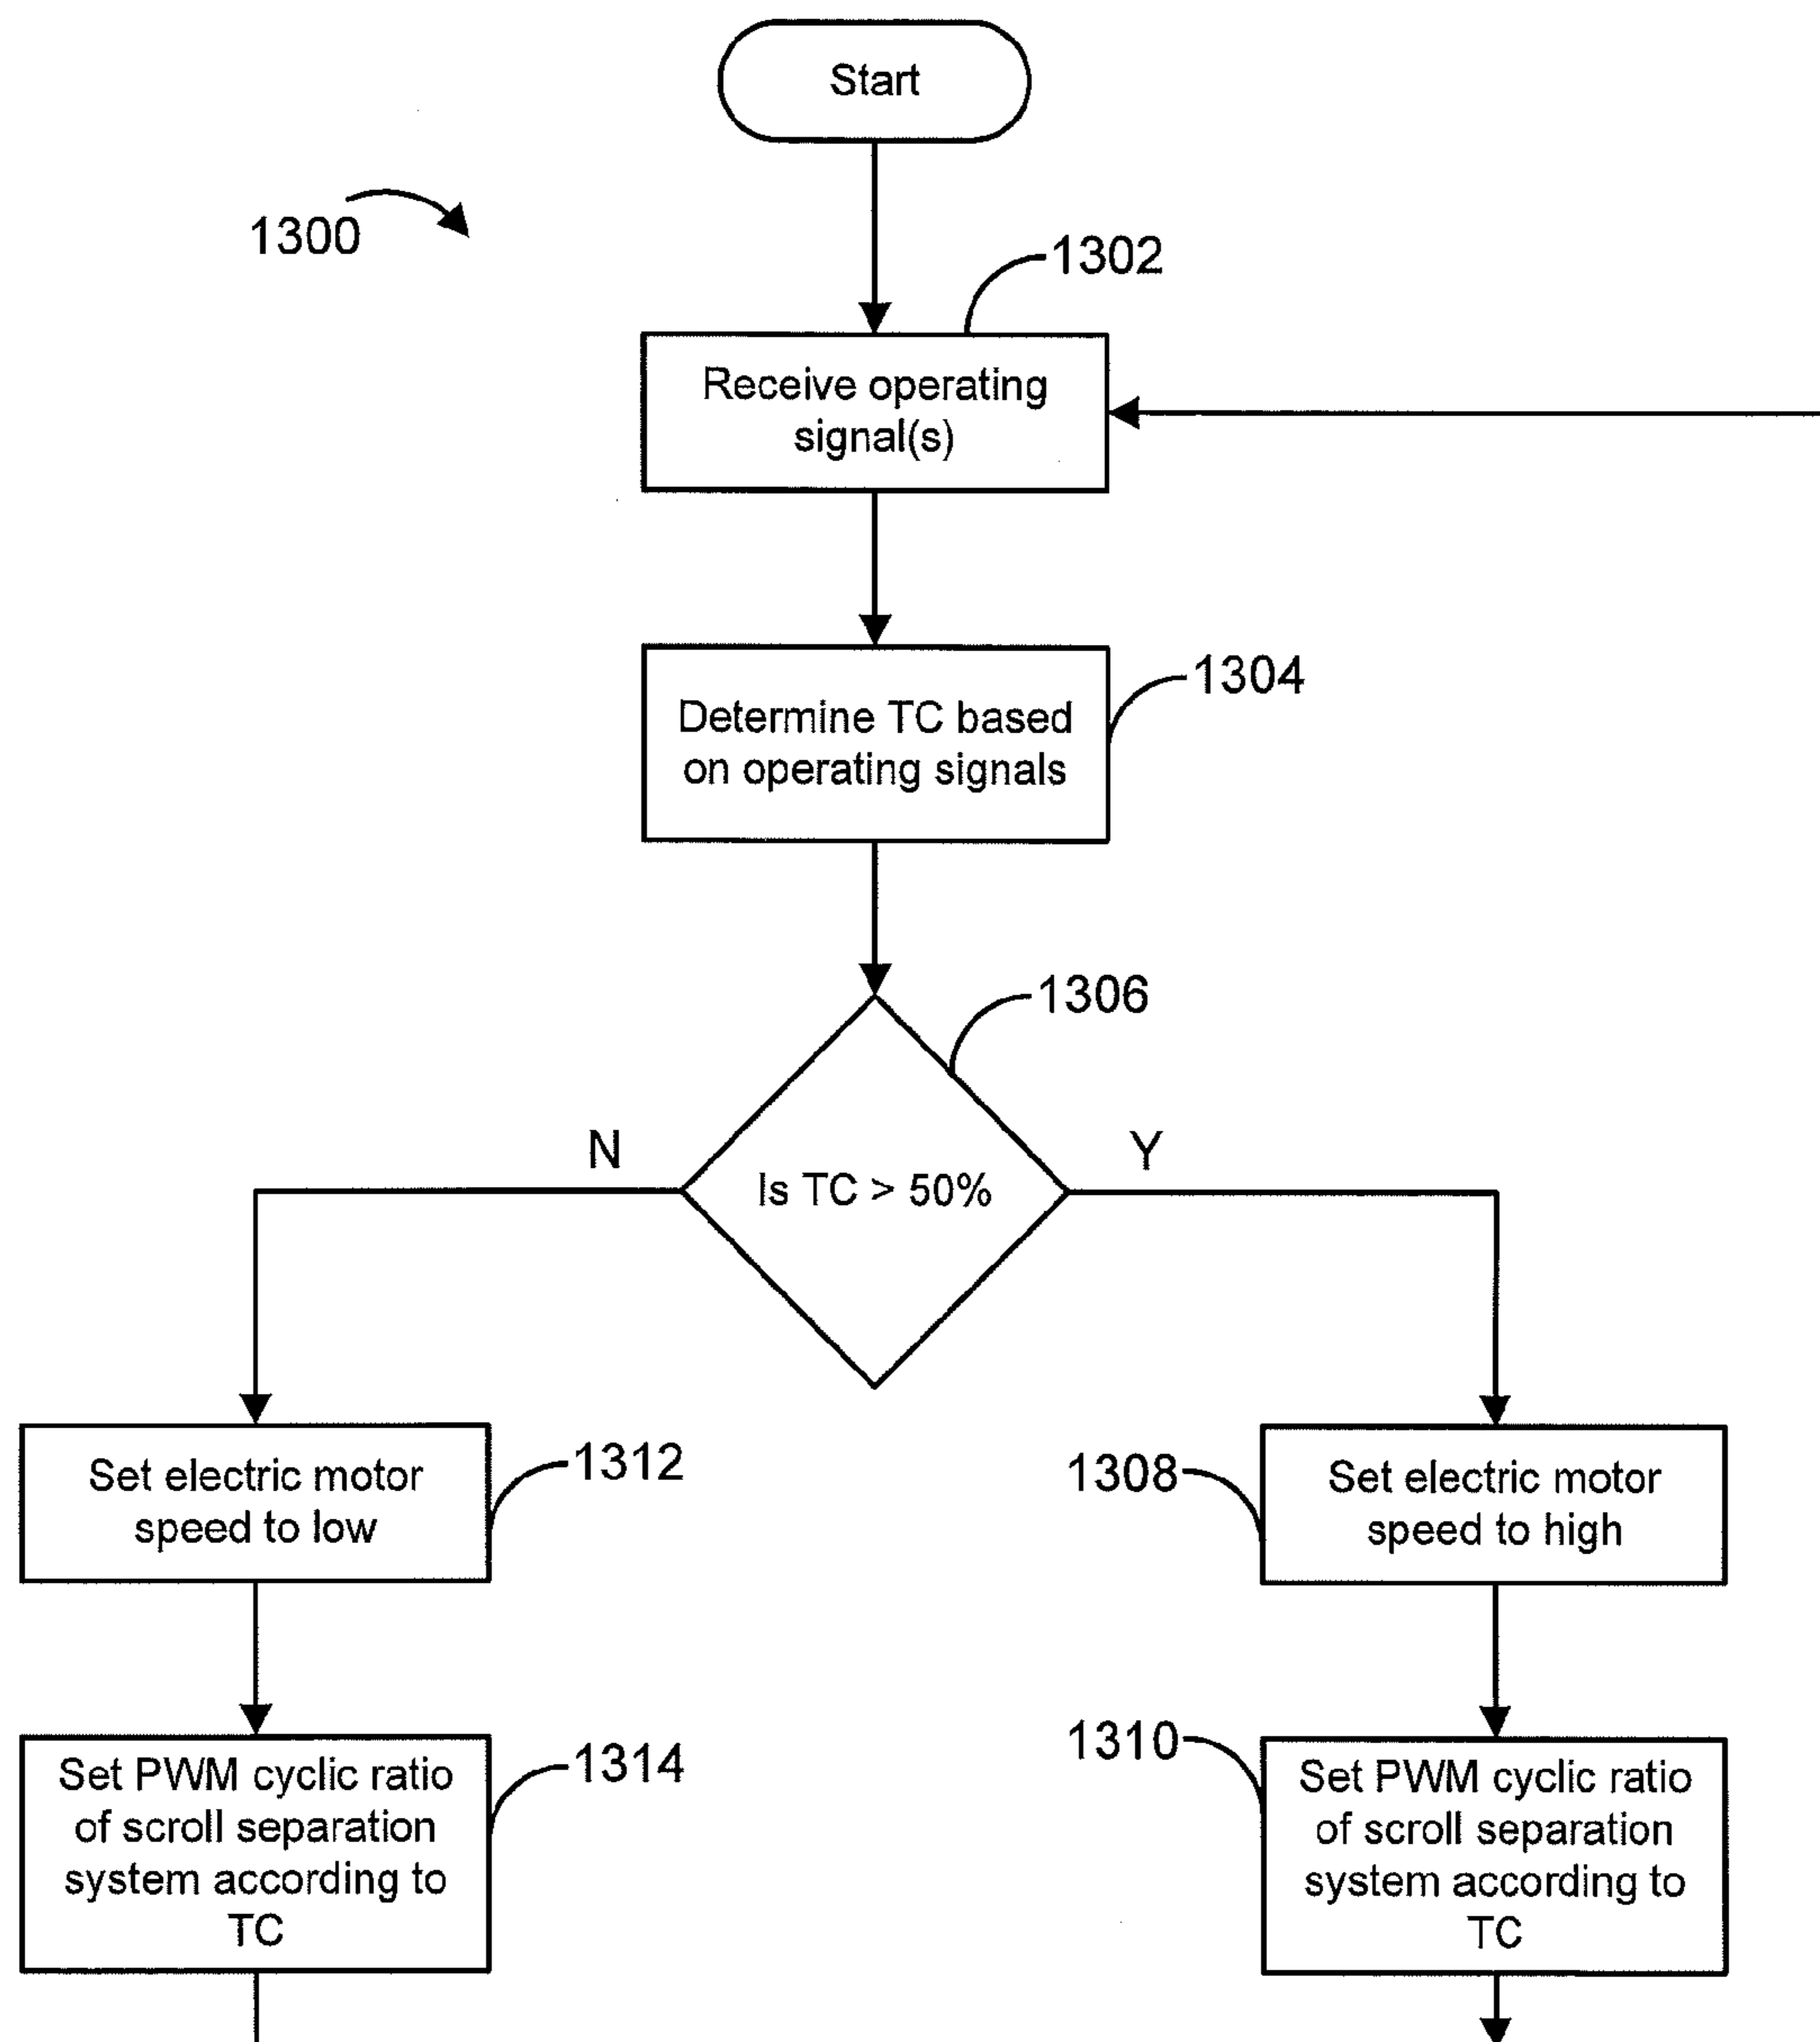 Start
1300
1302
Receive operating
signal(s)
1304
Determine TC based
on operating signals
1306
N
Y
Is TC > 50%
Set electric motor
speed to low
1312
1308
Set electric motor
speed to high
Set PWM cyclic ratio
of scroll separation
system according to
TC
1314
1310
Set PWM cyclic ratio
of scroll separation
system according to
TC